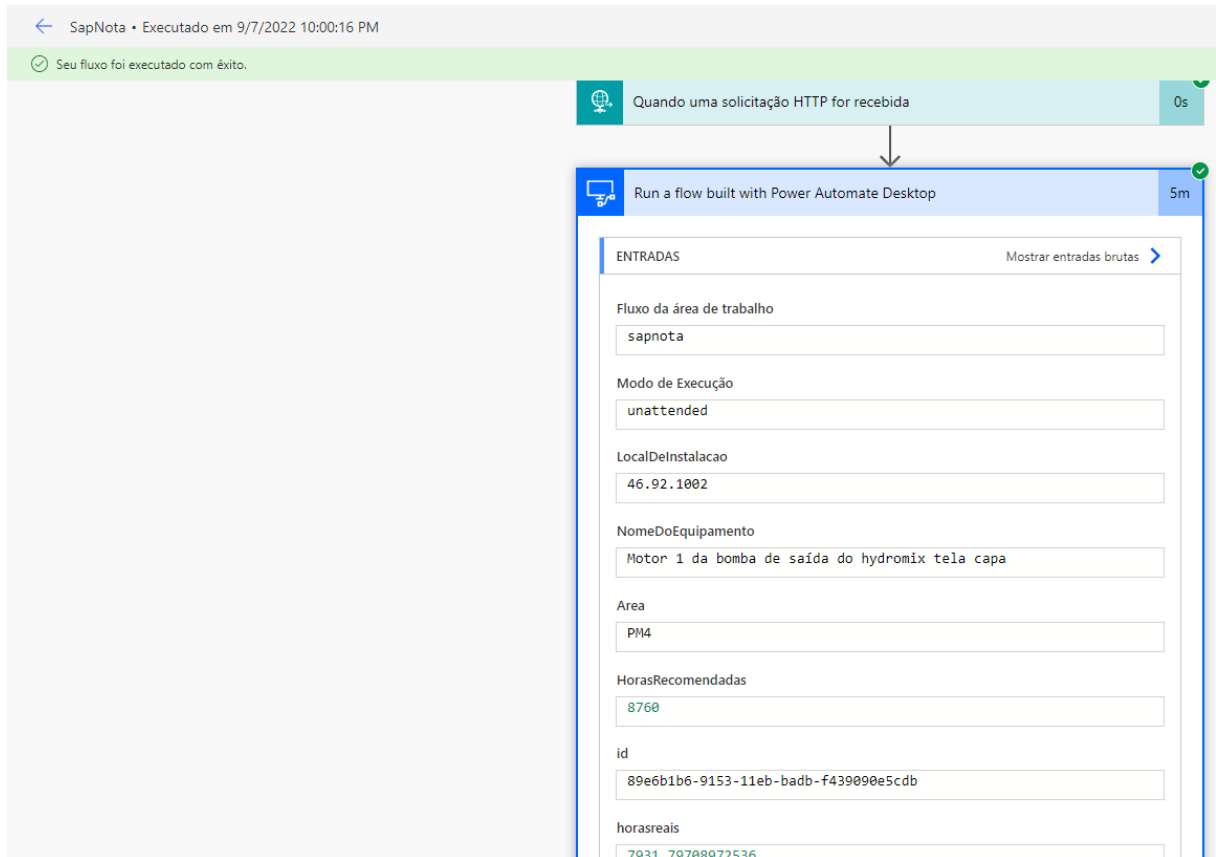 SapNota • Executado em 9/7/2022 10:00:16 PM
Seu fluxo foi executado com êxito.
Quando uma solicitação HTTP for recebida 0s
Run a flow built with Power Automate Desktop 5m
ENTRADAS Mostrar entradas brutas
Fluxo da área de trabalho
sapnota
Modo de Execução
unattended
LocalDeInstalacao
46.92.1002
NomeDoEquipamento
Motor 1 da bomba de saída do hydromix tela capa
Area
PM4
HorasRecomendadas
8760
id
89e6b1b6-9153-11eb-badb-f439090e5cdb
horasreais
7931.79708972536